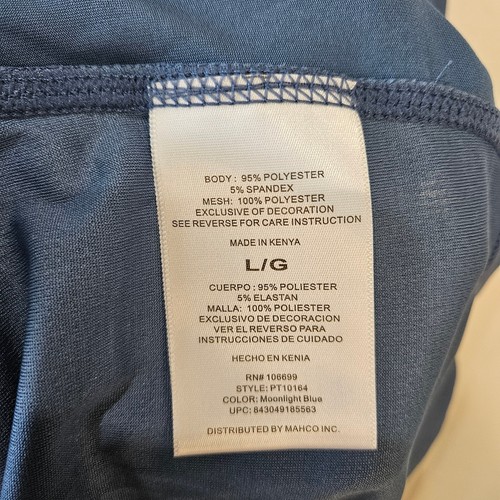 BODY : 95% POLYESTER
5% SPANDEX
MESH: 100% POLYESTER
EXCLUSIVE OF DECORATION
SEE REVERSE FOR CARE INSTRUCTION
MADE IN KENYA
L/G
CUERPO : 95% POLIESTER
5% ELASTAN
MALLA: 100% POLIESTER
EXCLUSIVO DE DECORACIÓN
VER EL REVERSO PARA
INSTRUCCIONES DE CUIDADO
HECHO EN KENIA
RN# 106699
STYLE: PT10164
COLOR: Moonlight Blue
UPC: 843049185563
DISTRIBUTED BY MAHCO INC.